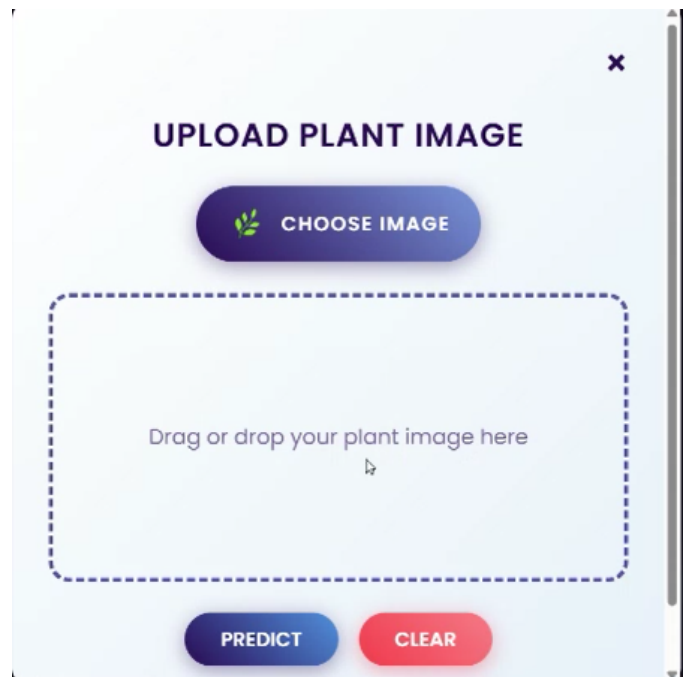 ×
UPLOAD PLANT IMAGE
CHOOSE IMAGE
Drag or drop your plant image here
PREDICT
CLEAR